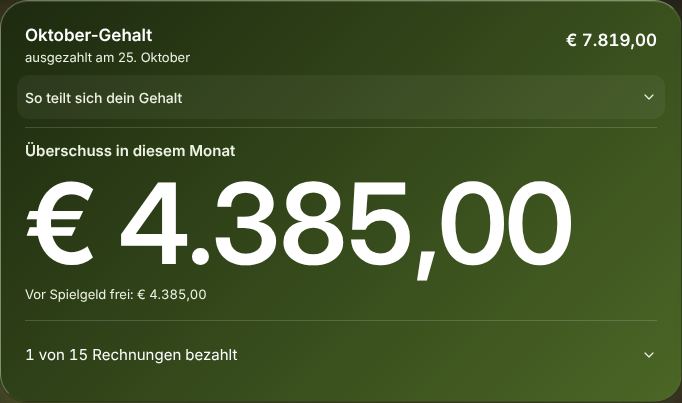 Oktober-Gehalt
€ 7.819,00
ausgezahlt am 25. Oktober
So teilt sich dein Gehalt
Überschuss in diesem Monat
€ 4.385,00
Vor Spielgeld frei: € 4.385,00
1 von 15 Rechnungen bezahlt